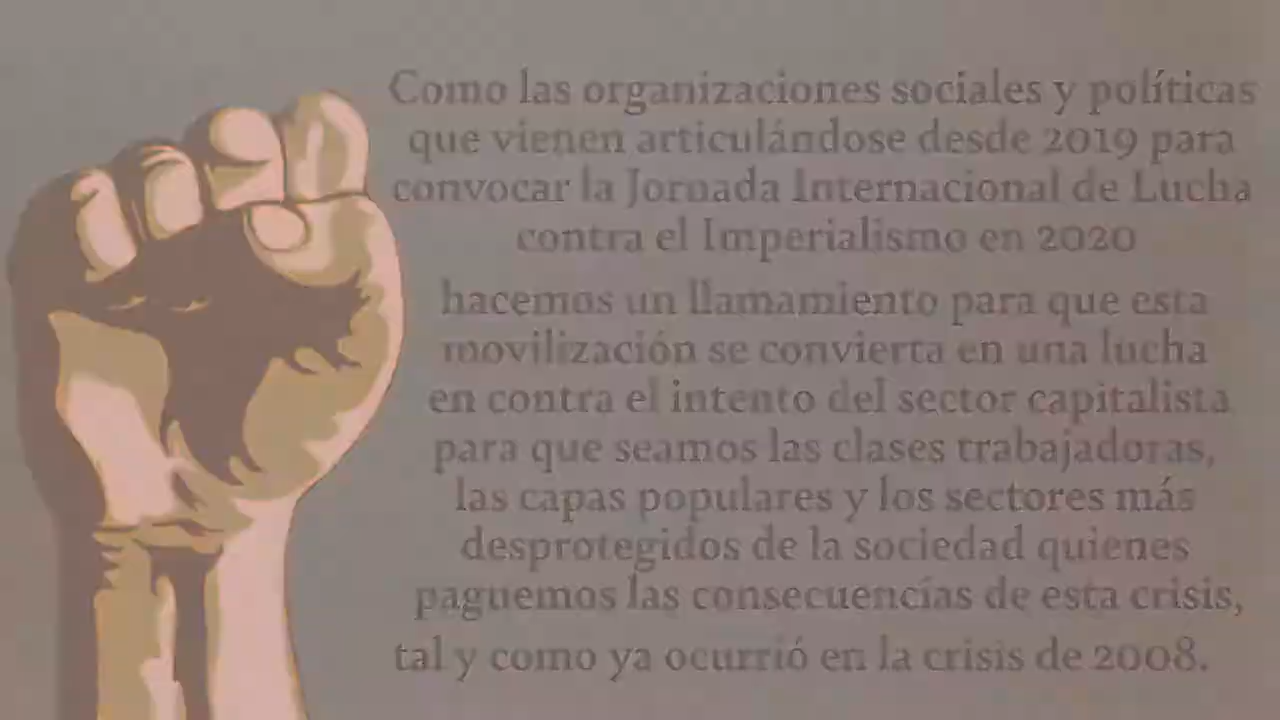 Como las organizaciones sociales y políticas
que vienen articulándose desde 2019 para
convocar la Jornada Internacional de Lucha
contra el Imperialismo en 2020
hacemos un llamamiento para que esta
movilización se convierta en una lucha
en contra el intento del sector capitalista
para que seamos las clases trabajadoras,
las capas populares y los sectores más
desprotegidos de la sociedad quienes
paguemos las consecuencías de esta crisis,
tal y como ya ocurrió en la crisis de 2008.